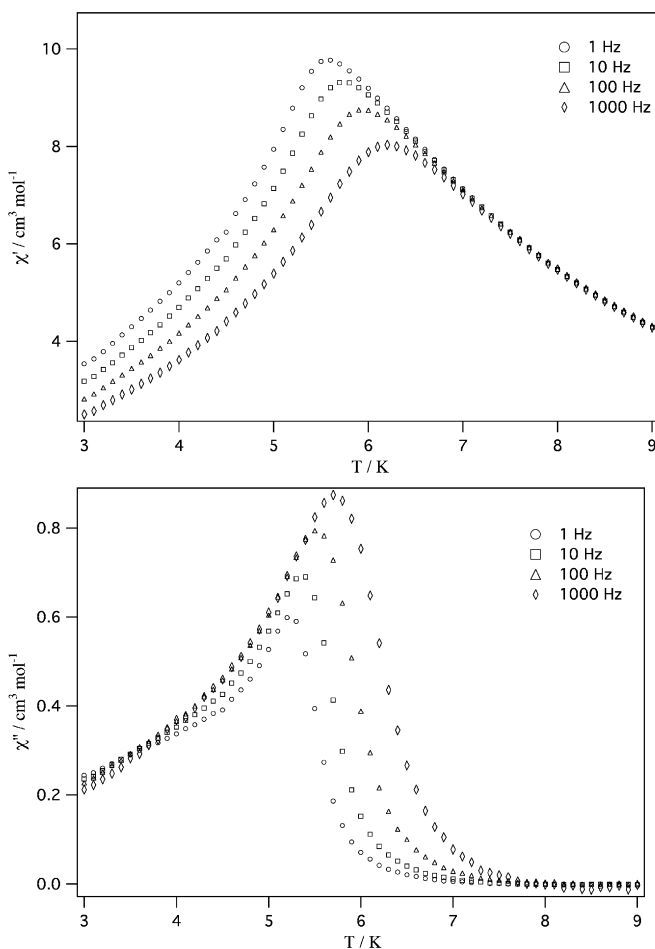 10
8
6
4
χ' / cm³ mol⁻¹
○ 1 Hz
□ 10 Hz
△ 100 Hz
◇ 1000 Hz
3 4 5 6 7 8 9
T / K
0.8
0.6
0.4
0.2
0.0
χ" / cm³ mol⁻¹
○ 1 Hz
□ 10 Hz
△ 100 Hz
◇ 1000 Hz
3 4 5 6 7 8 9
T / K